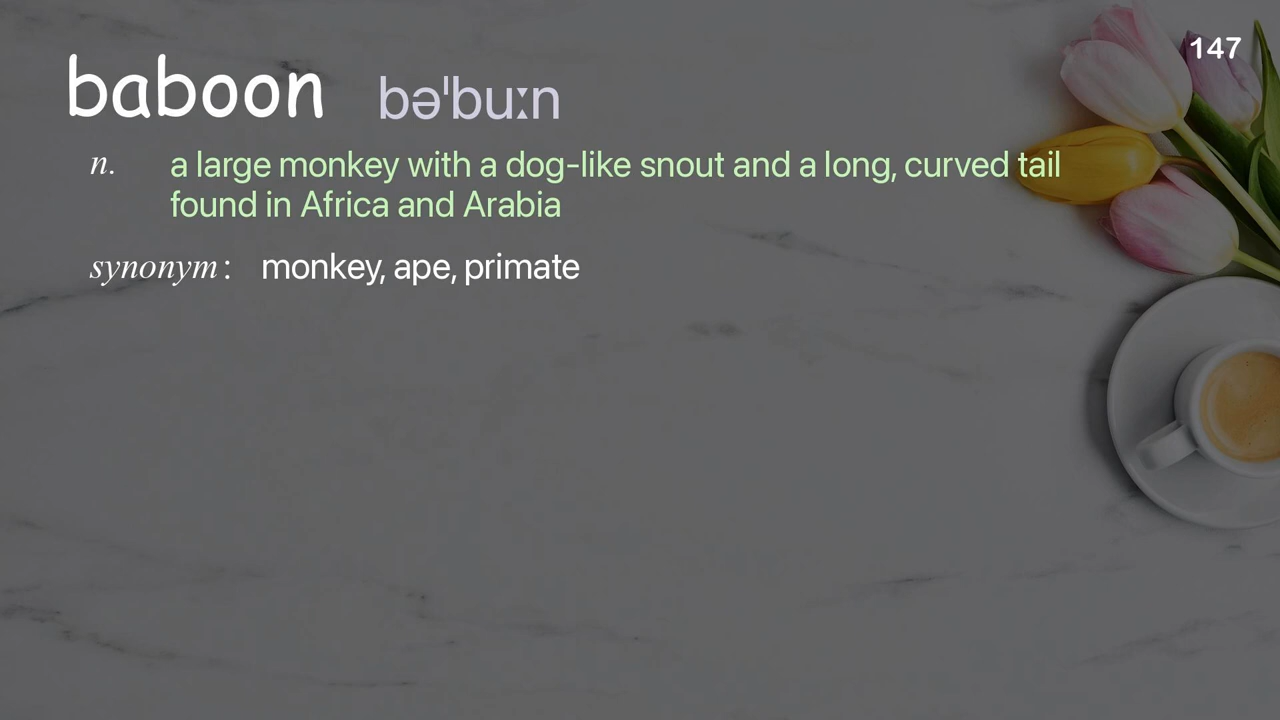 147
baboon bəˈbuːn
n. a large monkey with a dog-like snout and a long, curved tail
found in Africa and Arabia
synonym: monkey, ape, primate